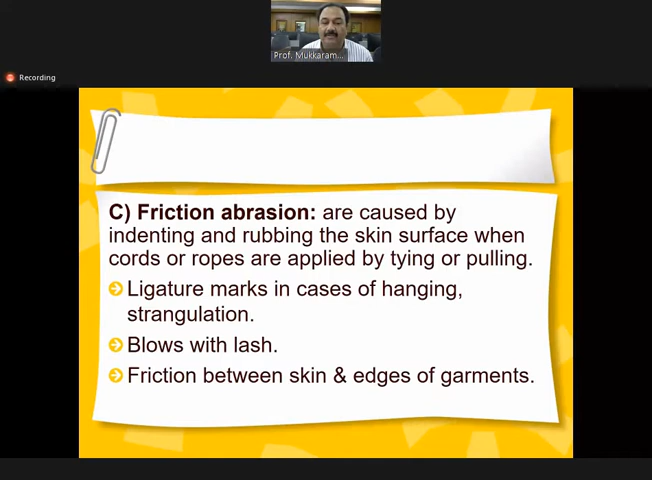 Prof. Mukkaram...
Recording
C) Friction abrasion: are caused by
indenting and rubbing the skin surface when
cords or ropes are applied by tying or pulling.
Ligature marks in cases of hanging,
strangulation.
Blows with lash.
Friction between skin & edges of garments.